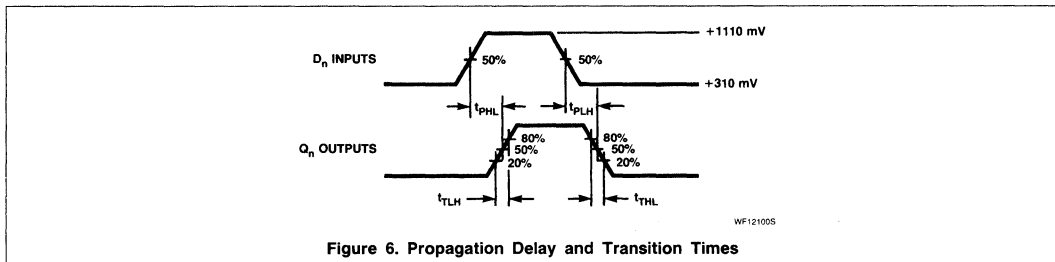 +1110 mV
Dₙ INPUTS
50%
50%
+310 mV
tPHL
tPLH
Qₙ OUTPUTS
80%
50%
20%
80%
50%
20%
tTLH
tTHL
WF12100S
Figure 6. Propagation Delay and Transition Times